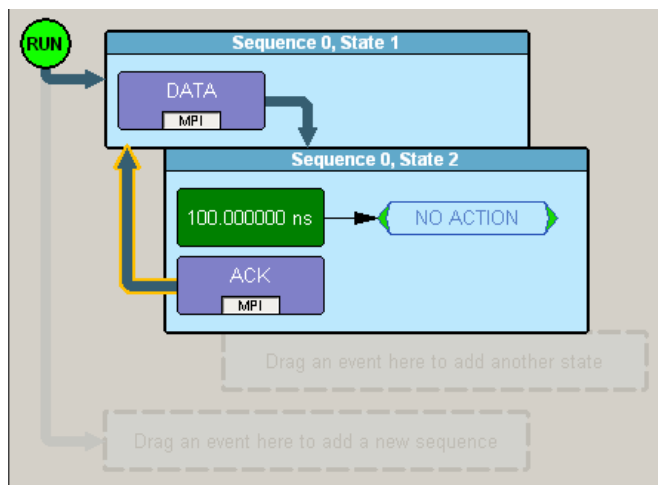 RUN
Sequence 0, State 1
DATA
MPI
Sequence 0, State 2
100.000000 ns
NO ACTION
ACK
MPI
Drag an event here to add another state
Drag an event here to add a new sequence